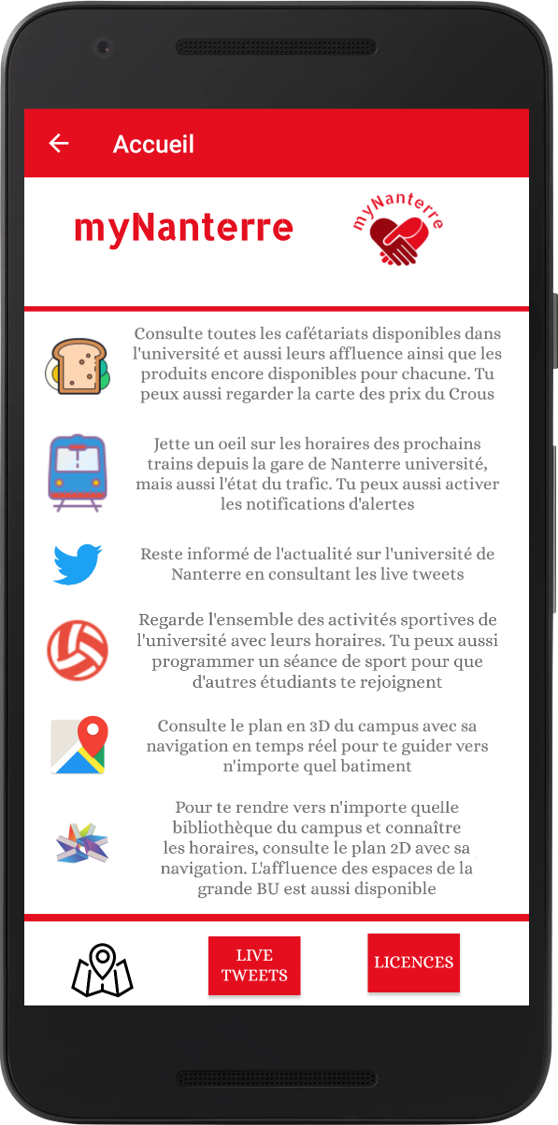 Accueil
myNanterre
myNanterre
Consulte toutes les cafétariats disponibles dans
l'université et aussi leurs affluence ainsi que les
produits encore disponibles pour chacune. Tu
peux aussi regarder la carte des prix du Crous
Jette un oeil sur les horaires des prochains
trains depuis la gare de Nanterre université,
mais aussi l'état du trafic. Tu peux aussi activer
les notifications d'alertes
Reste informé de l'actualité sur l'université de
Nanterre en consultant les live tweets
Regarde l'ensemble des activités sportives de
l'université avec leurs horaires. Tu peux aussi
programmer un séance de sport pour que
d'autres étudiants te rejoignent
Consulte le plan en 3D du campus avec sa
navigation en temps réel pour te guider vers
n'importe quel batiment
Pour te rendre vers n'importe quelle
bibliothèque du campus et connaître
les horaires, consulte le plan 2D avec sa
navigation. L'affluence des espaces de la
grande BU est aussi disponible
LIVE
TWEETS
LICENCES